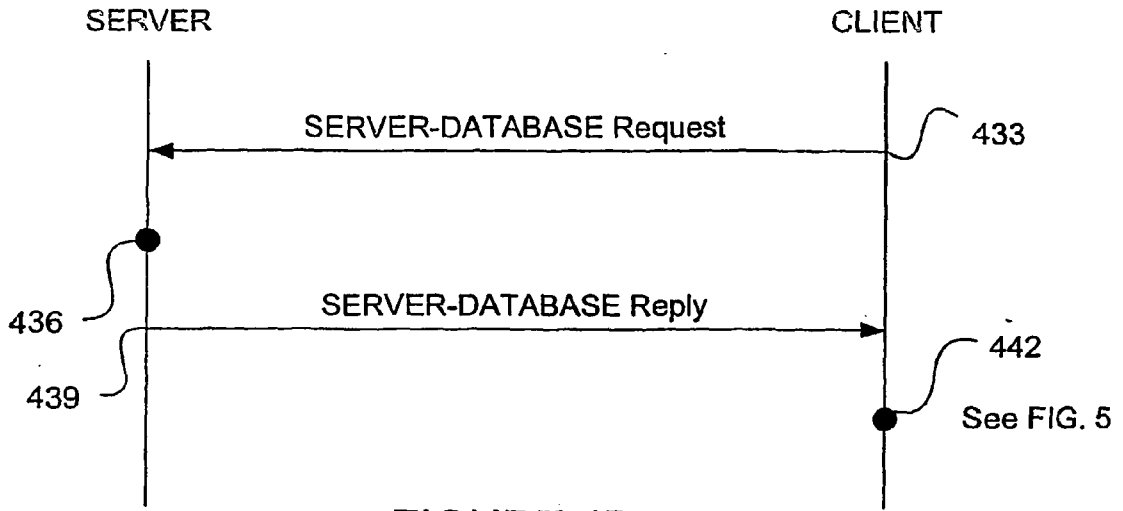 SERVER
CLIENT
SERVER-DATABASE Request
433
436
SERVER-DATABASE Reply
439
442
See FIG. 5